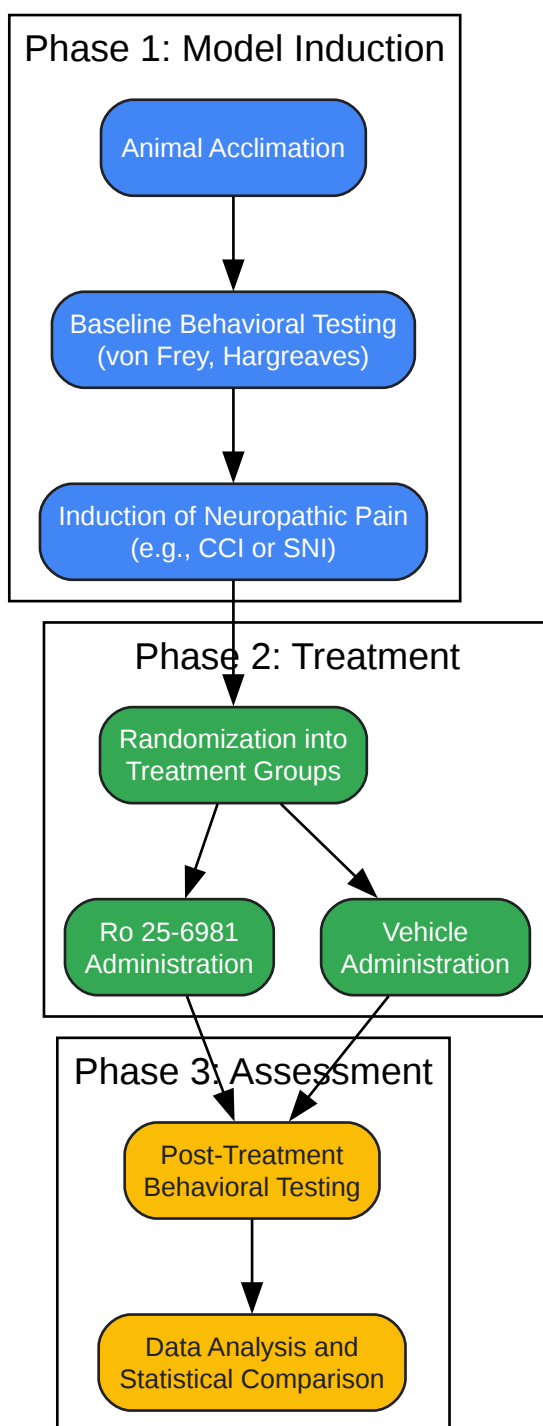 Phase 1: Model Induction
Animal Acclimation
Baseline Behavioral Testing
(von Frey, Hargreaves)
Induction of Neuropathic Pain
(e.g., CCI or SNI)
Phase 2: Treatment
Randomization into
Treatment Groups
Ro 25-6981
Administration
Vehicle
Administration
Phase 3: Assessment
Post-Treatment
Behavioral Testing
Data Analysis and
Statistical Comparison